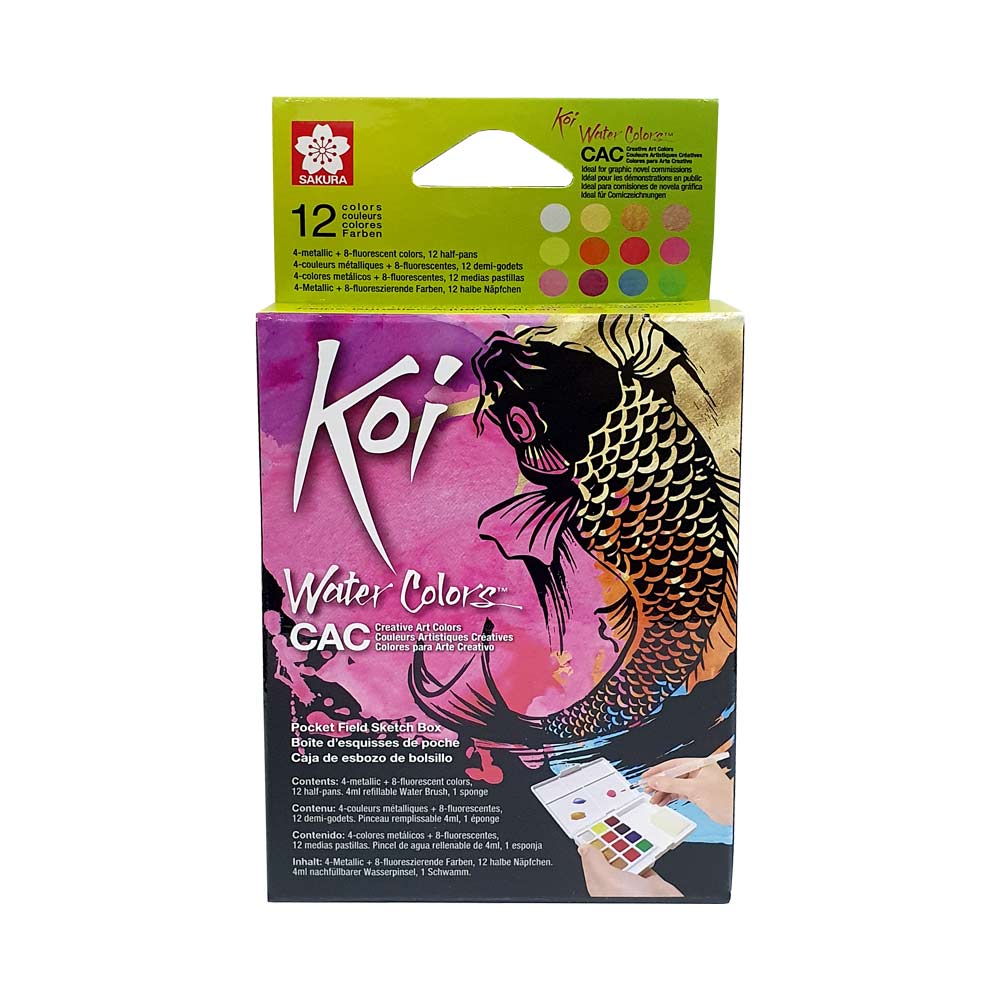 SAKURA
12
colors
couleurs
colores
Farben
4-metallic + 8-fluorescent colors, 12 half-pans
4-couleurs métalliques + 8-fluorescentes, 12 demi-godets
4-colores metálicos + 8-fluorescentes, 12 medias pastillas
4-Metallic + 8-fluoreszierende Farben, 12 halbe Näpfchen
Koi
Water Colors™
CAC
Creative Art Colors
Couleurs Artistiques Créatives
Colores para Arte Creativo
Ideal for graphic novel commissions
Idéal pour les démonstrations en public
Ideal para comisiones de novela gráfica
Ideal für Comiczeichnungen
Koi
Water Colors™
CAC
Creative Art Colors
Couleurs Artistiques Créatives
Colores para Arte Creativo
Pocket Field Sketch Box
Boîte d'esquisses de poche
Caja de esbozo de bolsillo
Contents: 4-metallic + 8-fluorescent colors,
12 half-pans. 4ml refillable Water Brush, 1 sponge
Contenu: 4-couleurs métalliques + 8-fluorescentes,
12 demi-godets. Pinceau remplissable 4ml, 1 éponge
Contenido: 4-colores metálicos + 8-fluorescentes,
12 medias pastillas. Pincel de agua rellenable de 4ml, 1 esponja
Inhalt: 4-Metallic + 8-fluoreszierende Farben, 12 halbe Näpfchen.
4ml nachfüllbarer Wasserpinsel, 1 Schwamm.